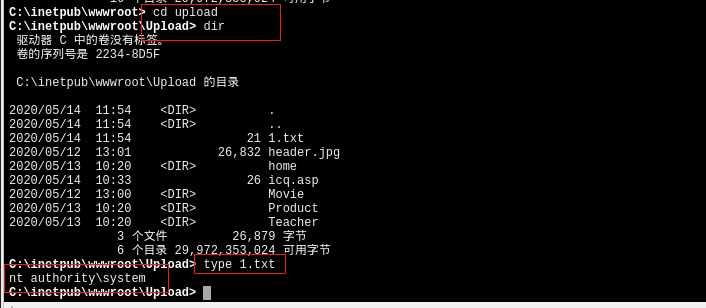 C:\inetpub\wwwroot> cd upload
C:\inetpub\wwwroot\Upload> dir
驱动器 C 中的卷没有标签。
卷的序列号是 2234-8D5F
C:\inetpub\wwwroot\Upload 的目录
2020/05/14 11:54 <DIR> .
2020/05/14 11:54 <DIR> ..
2020/05/14 11:54 21 1.txt
2020/05/12 13:01 26,832 header.jpg
2020/05/13 10:20 <DIR> home
2020/05/14 10:33 26 icq.asp
2020/05/12 13:00 <DIR> Movie
2020/05/13 10:20 <DIR> Product
2020/05/13 10:20 <DIR> Teacher
3 个文件 26,879 字节
6 个目录 29,972,353,024 可用字节
C:\inetpub\wwwroot\Upload> type 1.txt
nt authority\system
C:\inetpub\wwwroot\Upload>